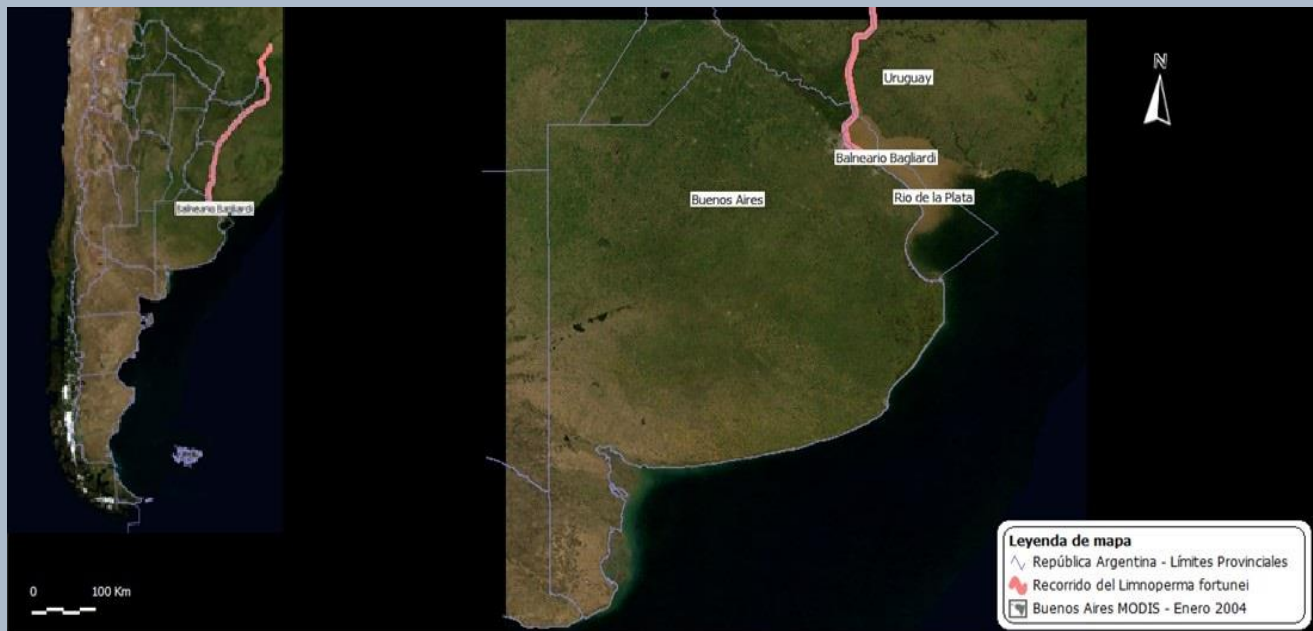 Balneario Bagliardi
Uruguay
Balneario Bagliardi
Buenos Aires
Rio de la Plata
N
0 100 Km
Leyenda de mapa
República Argentina - Límites Provinciales
Recorrido del Limnoperma fortunei
Buenos Aires MODIS - Enero 2004